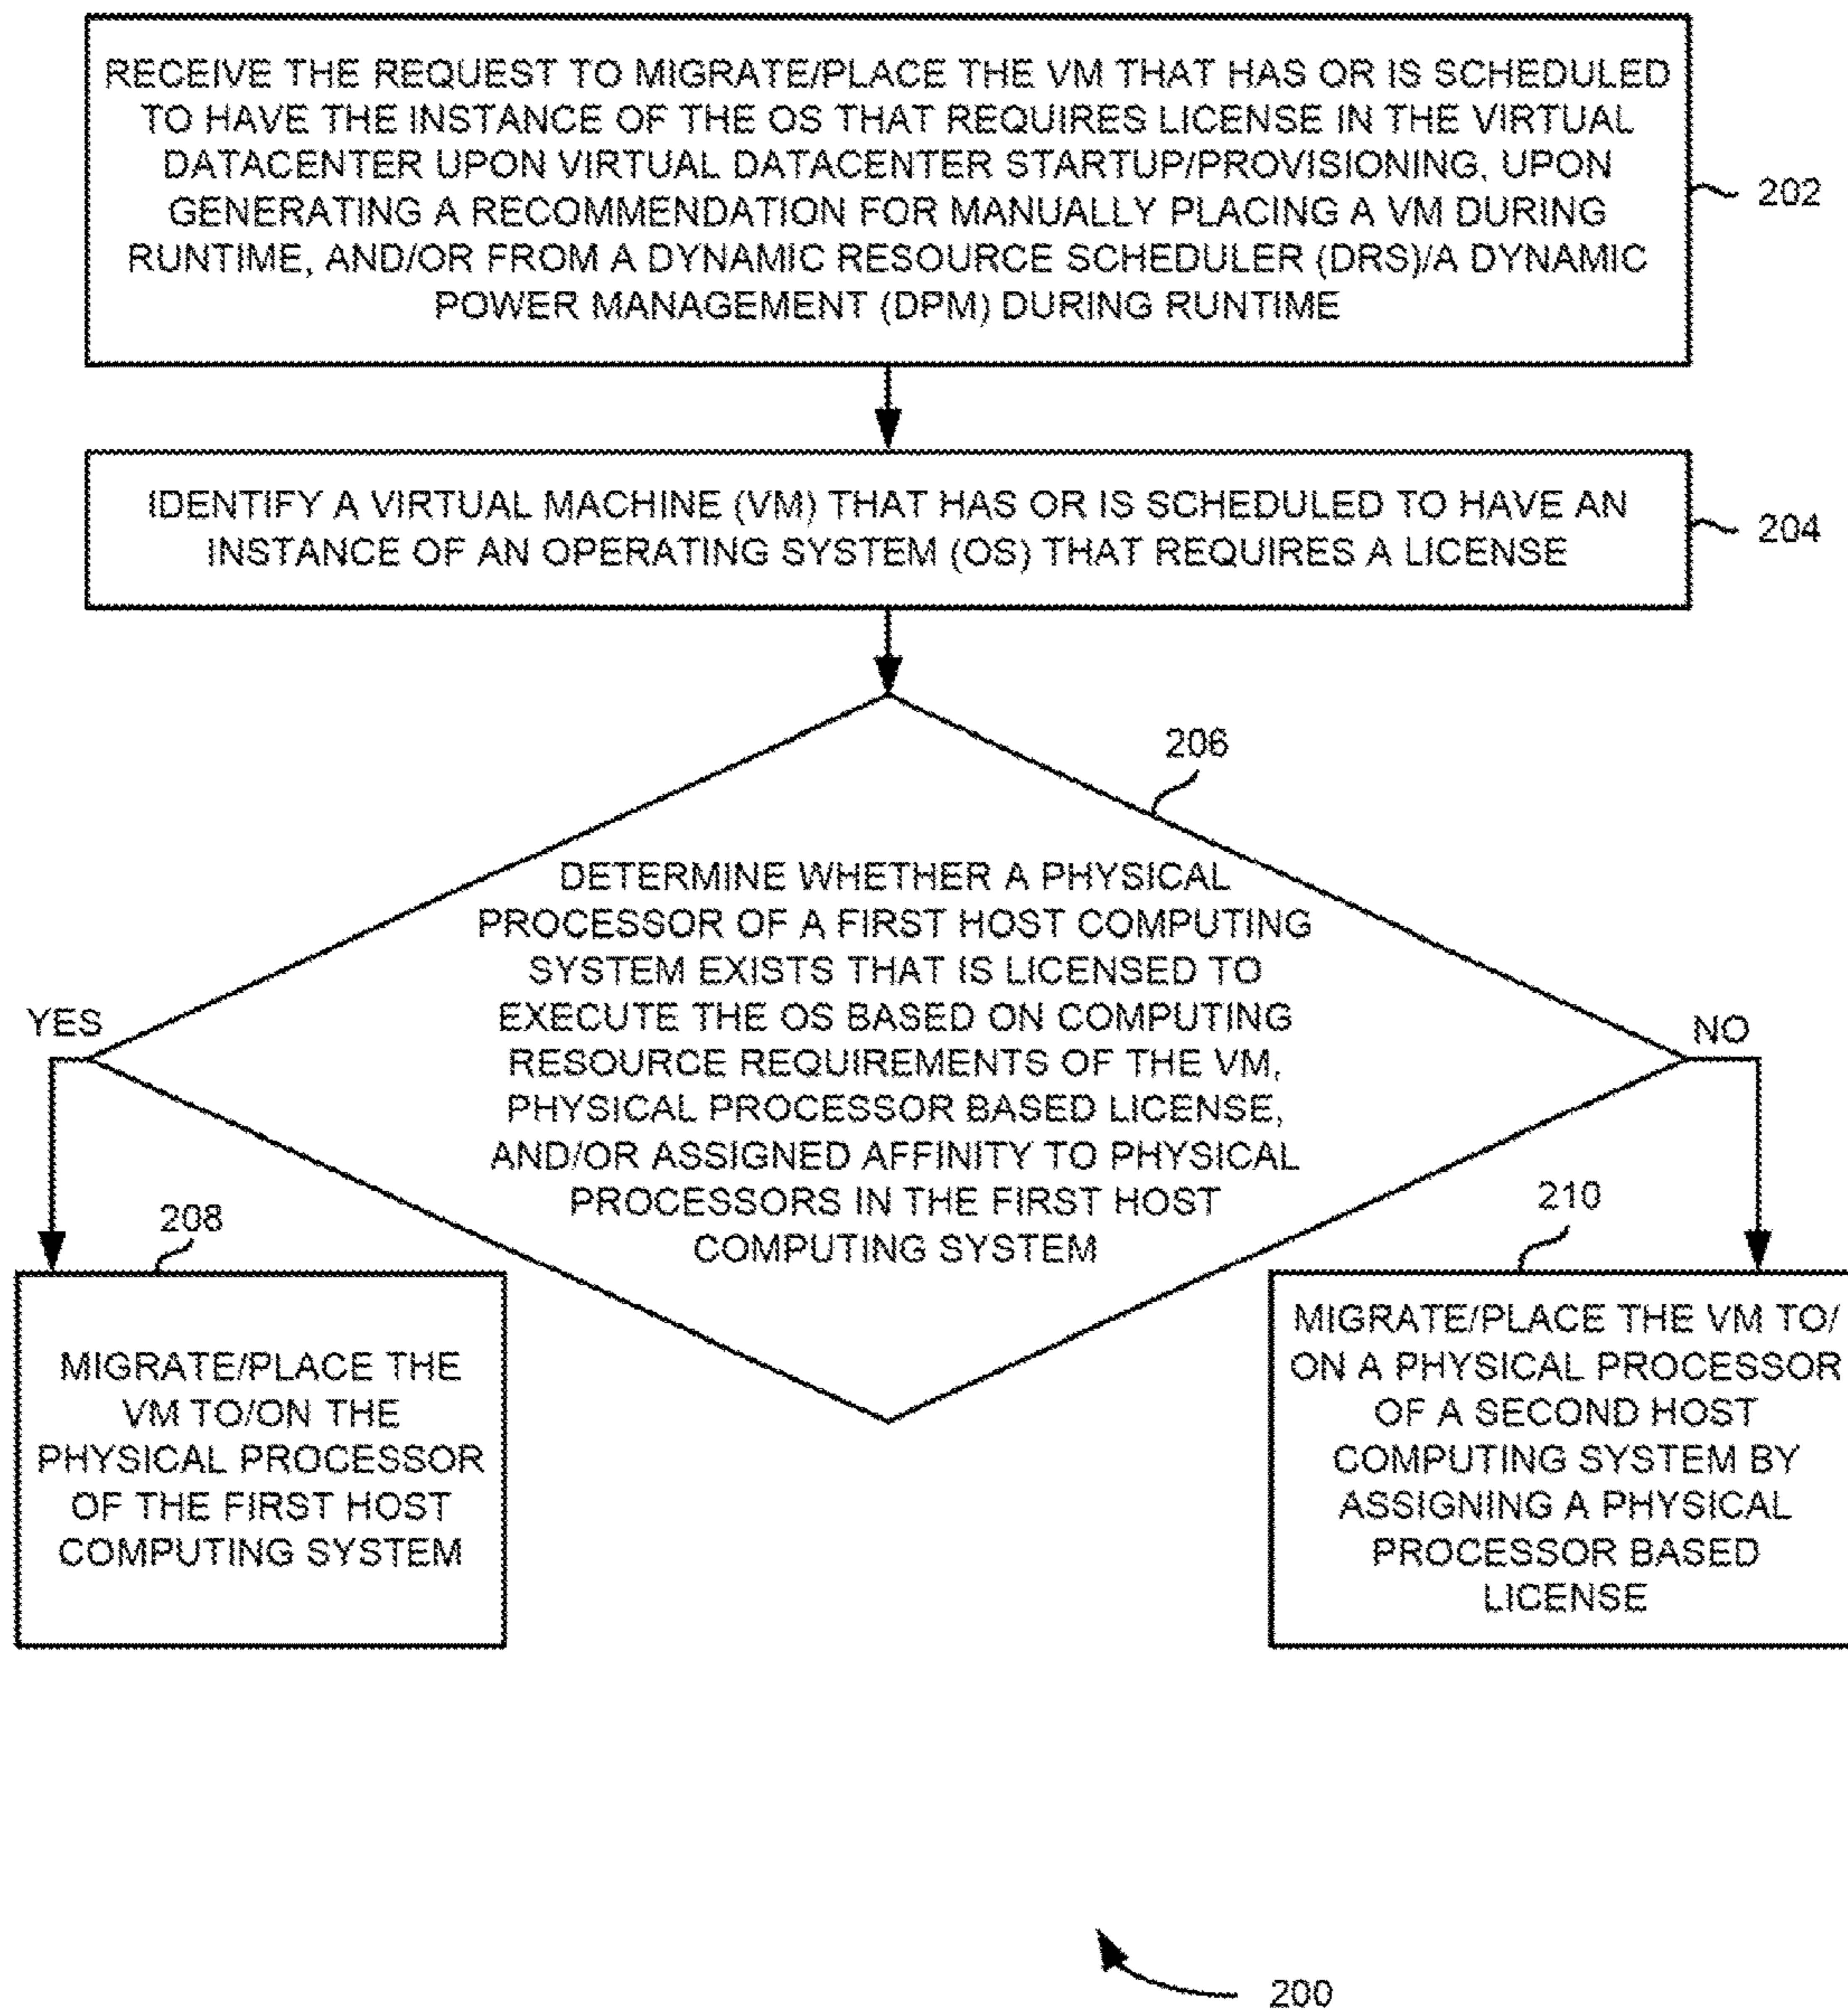 RECEIVE THE REQUEST TO MIGRATE/PLACE THE VM THAT HAS OR IS SCHEDULED
TO HAVE THE INSTANCE OF THE OS THAT REQUIRES LICENSE IN THE VIRTUAL
DATACENTER UPON VIRTUAL DATACENTER STARTUP/PROVISIONING, UPON
GENERATING A RECOMMENDATION FOR MANUALLY PLACING A VM DURING
RUNTIME, AND/OR FROM A DYNAMIC RESOURCE SCHEDULER (DRS)/A DYNAMIC
POWER MANAGEMENT (DPM) DURING RUNTIME
202
IDENTIFY A VIRTUAL MACHINE (VM) THAT HAS OR IS SCHEDULED TO HAVE AN
INSTANCE OF AN OPERATING SYSTEM (OS) THAT REQUIRES A LICENSE
204
206
DETERMINE WHETHER A PHYSICAL
PROCESSOR OF A FIRST HOST COMPUTING
SYSTEM EXISTS THAT IS LICENSED TO
EXECUTE THE OS BASED ON COMPUTING
RESOURCE REQUIREMENTS OF THE VM,
PHYSICAL PROCESSOR BASED LICENSE,
AND/OR ASSIGNED AFFINITY TO PHYSICAL
PROCESSORS IN THE FIRST HOST
COMPUTING SYSTEM
YES
NO
208
MIGRATE/PLACE THE
VM TO/ON THE
PHYSICAL PROCESSOR
OF THE FIRST HOST
COMPUTING SYSTEM
210
MIGRATE/PLACE THE VM TO/
ON A PHYSICAL PROCESSOR
OF A SECOND HOST
COMPUTING SYSTEM BY
ASSIGNING A PHYSICAL
PROCESSOR BASED
LICENSE
200